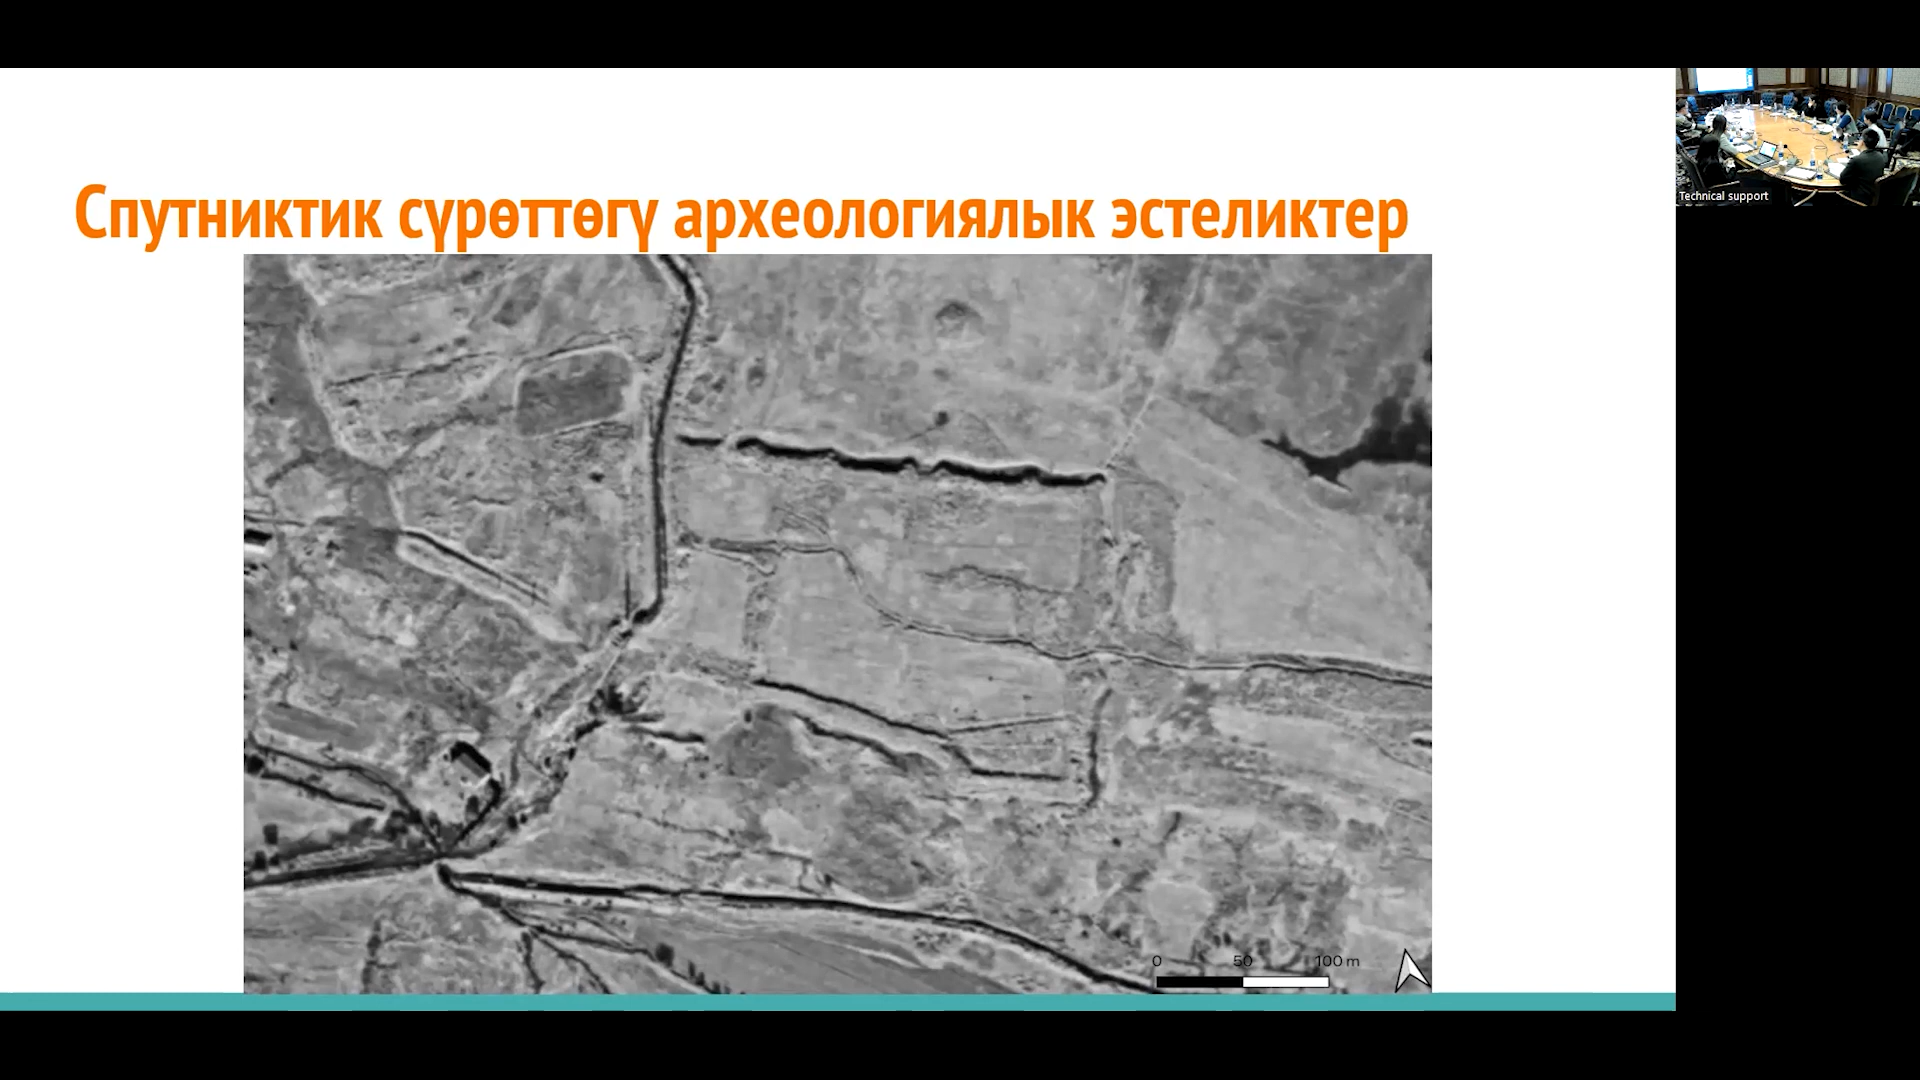 Спутниктик сүрөттөгү археологиялык эстеликтер
Technical support
0 50 100 m